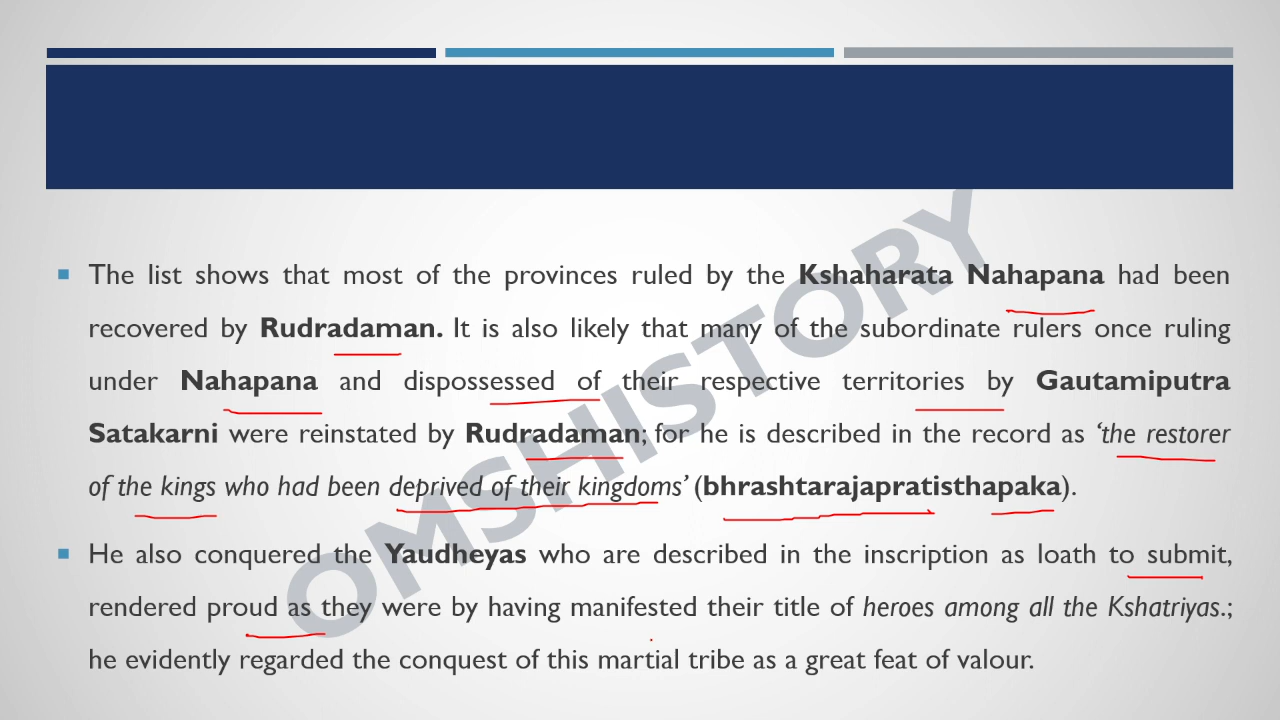 The list shows that most of the provinces ruled by the Kshaharata Nahapana had been
recovered by Rudradaman. It is also likely that many of the subordinate rulers once ruling
under Nahapana and dispossessed of their respective territories by Gautamiputra
Satakarni were reinstated by Rudradaman; for he is described in the record as ‘the restorer
of the kings who had been deprived of their kingdoms’ (bhrashtarajapratisthapaka).
He also conquered the Yaudheyas who are described in the inscription as loath to submit,
rendered proud as they were by having manifested their title of heroes among all the Kshatriyas.;
he evidently regarded the conquest of this martial tribe as a great feat of valour.
OMSHISTORY